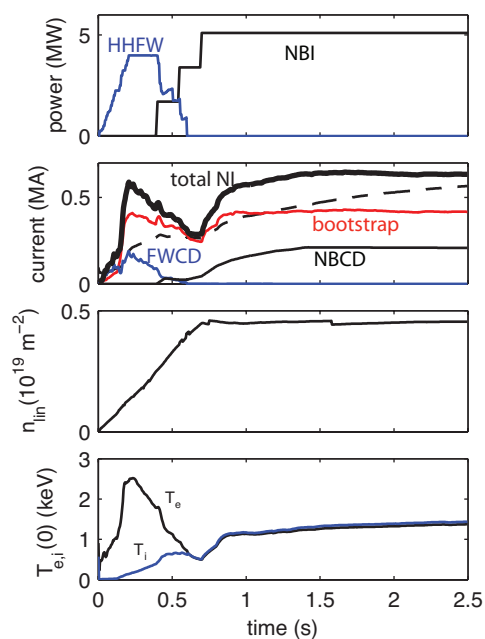 power (MW)
5
0
HHFW
NBI
current (MA)
0.5
0
total NI
bootstrap
FWCD
NBCD
n_lin(10^19 m^-2)
0.5
0
T_e,i(0) (keV)
3
2
1
0
T_e
T_i
0 0.5 1 1.5 2 2.5
time (s)